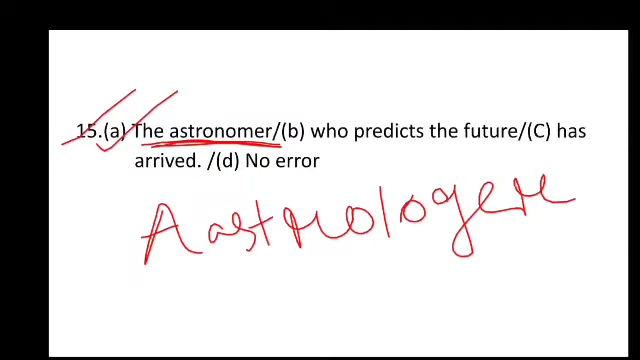 15.(a) The astronomer/(b) who predicts the future/(C) has
arrived. /(d) No error
Aastrologer